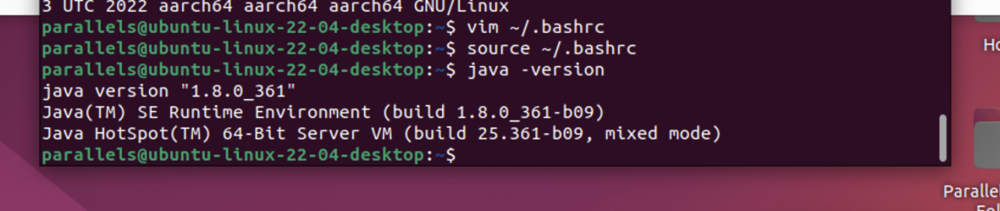 3 UTC 2022 aarch64 aarch64 aarch64 GNU/Linux
parallels@ubuntu-linux-22-04-desktop:~$ vim ~/.bashrc
parallels@ubuntu-linux-22-04-desktop:~$ source ~/.bashrc
parallels@ubuntu-linux-22-04-desktop:~$ java -version
java version "1.8.0_361"
Java(TM) SE Runtime Environment (build 1.8.0_361-b09)
Java HotSpot(TM) 64-Bit Server VM (build 25.361-b09, mixed mode)
parallels@ubuntu-linux-22-04-desktop:~$
Ho
Paralle